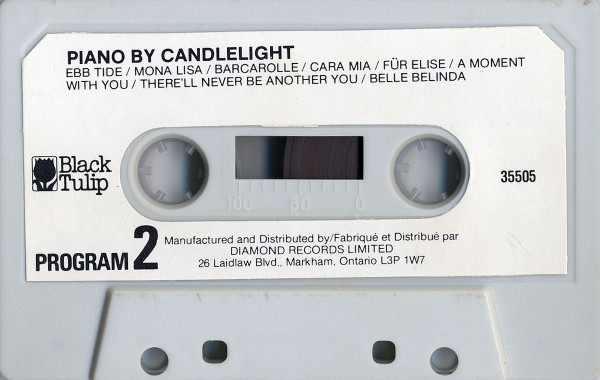 PIANO BY CANDLELIGHT
EBB TIDE / MONA LISA / BARCAROLLE / CARA MIA / FÜR ELISE / A MOMENT
WITH YOU / THERE'LL NEVER BE ANOTHER YOU / BELLE BELINDA
Black
Tulip
35505
100 50 0
PROGRAM 2
Manufactured and Distributed by/Fabriqué et Distribué par
DIAMOND RECORDS LIMITED
26 Laidlaw Blvd., Markham, Ontario L3P 1W7